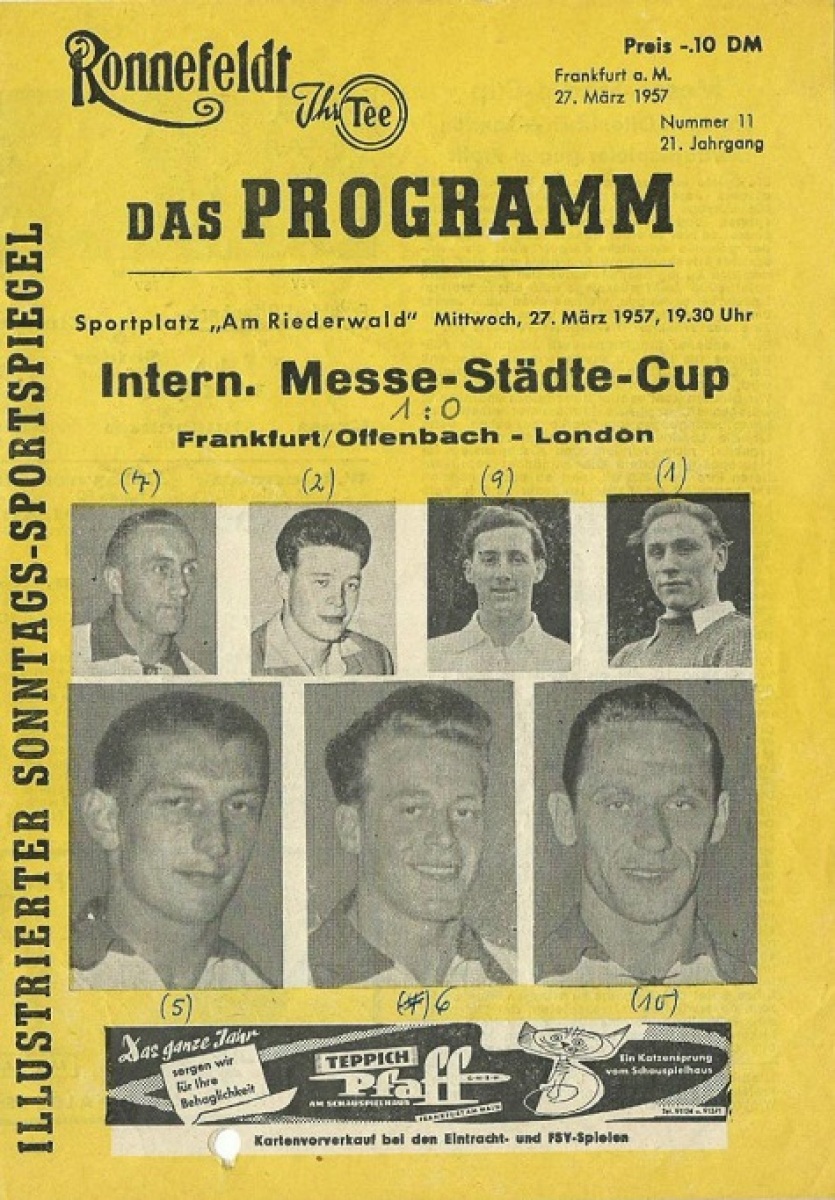 Ronnefeldt
Ihr Tee
Preis -.10 DM
Frankfurt a. M.
27. März 1957
Nummer 11
21. Jahrgang
DAS PROGRAMM
ILLUSTRIERTER SONNTAGS-SPORTSPIEGEL
Sportplatz „Am Riederwald" Mittwoch, 27. März 1957, 19.30 Uhr
Intern. Messe-Städte-Cup
1:0
Frankfurt/Offenbach - London
(7) (2) (9) (1)
(5) 6 (10)
Das ganze Jahr
sorgen wir
für Ihre
Behaglichkeit
TEPPICH
Pfaff
AM SCHAUSPIELHAUS
FRANKFURT AM MAIN
Ein Katzensprung
vom Schauspielhaus
Kartenvorverkauf bei den Eintracht- und FSV-Spielen